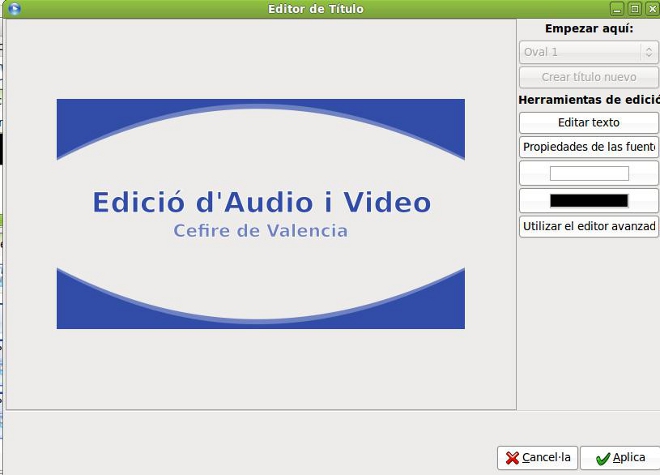 Editor de Título
Empezar aquí:
Oval 1
Crear título nuevo
Herramientas de edició
Editar texto
Propiedades de las fuent
Utilizar el editor avanzad
Edició d'Audio i Video
Cefire de Valencia
Cancel·la
Aplica